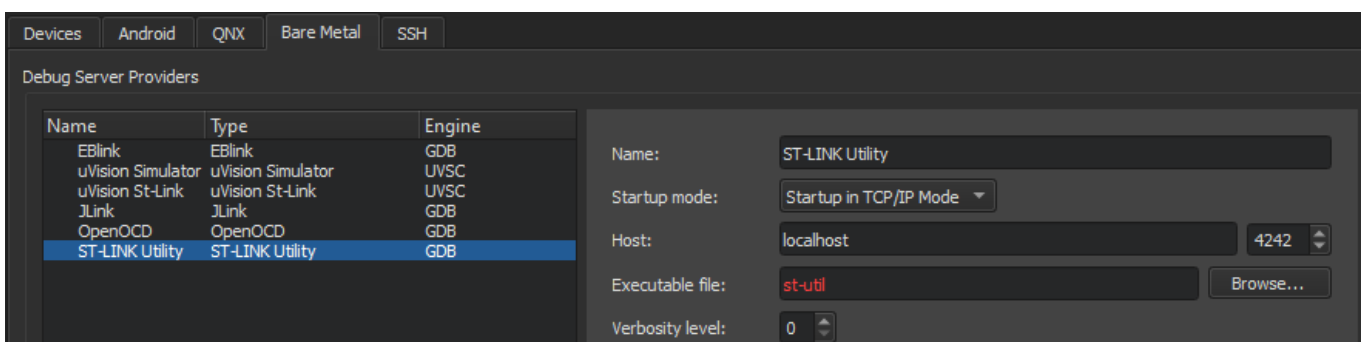 Devices Android QNX Bare Metal SSH
Debug Server Providers
Name Type Engine
EBlink EBlink GDB
uVision Simulator uVision Simulator UVSC
uVision St-Link uVision St-Link UVSC
JLink JLink GDB
OpenOCD OpenOCD GDB
ST-LINK Utility ST-LINK Utility GDB
Name: ST-LINK Utility
Startup mode: Startup in TCP/IP Mode
Host: localhost 4242
Executable file: st-util Browse...
Verbosity level: 0